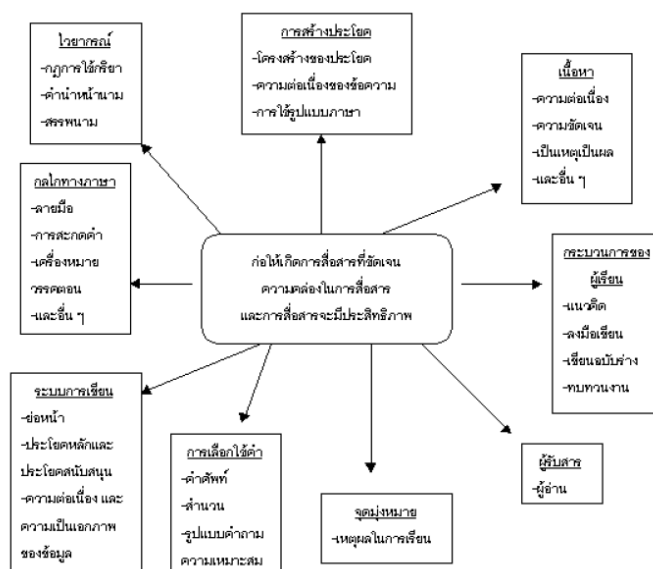 ไวยากรณ์
-กฎการใช้กริยา
-คำนำหน้านาม
-สรรพนาม
การสร้างประโยค
-โครงสร้างของประโยค
-ความต่อเนื่องของข้อความ
-การใช้รูปแบบภาษา
เนื้อหา
-ความต่อเนื่อง
-ความชัดเจน
-เป็นเหตุเป็นผล
-และอื่น ๆ
กลไกทางภาษา
-ลายมือ
-การสะกดคำ
-เครื่องหมาย
วรรคตอน
-และอื่น ๆ
ก่อให้เกิดการสื่อสารที่ชัดเจน
ความคล่องในการสื่อสาร
และการสื่อสารจะมีประสิทธิภาพ
กระบวนการของ
ผู้เรียน
-แนวคิด
-ลงมือเขียน
-เขียนฉบับร่าง
-ทบทวนงาน
ระบบการเขียน
-ย่อหน้า
-ประโยคหลักและ
ประโยคสนับสนุน
-ความต่อเนื่อง และ
ความเป็นเอกภาพ
ของข้อมูล
การเลือกใช้คำ
-คำศัพท์
-สำนวน
-รูปแบบคำถาม
ความเหมาะสม
จุดมุ่งหมาย
-เหตุผลในการเรียน
ผู้รับสาร
-ผู้อ่าน